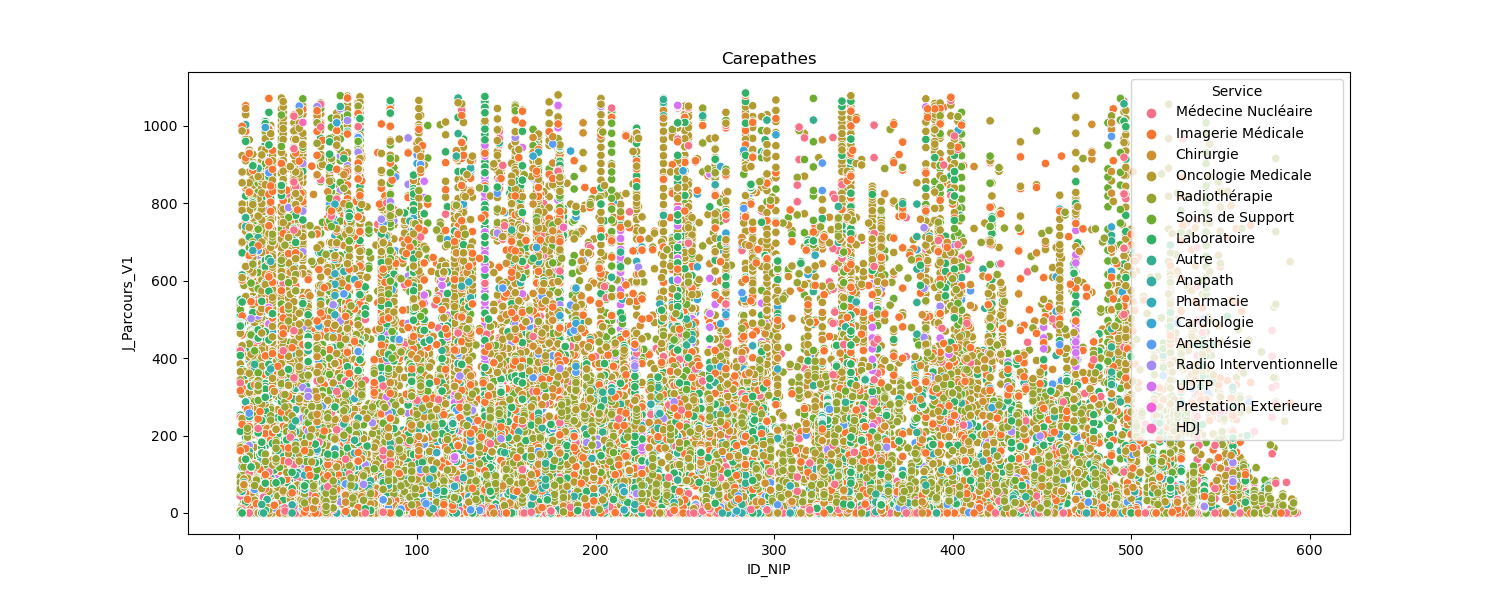 Carepathes
J_Parcours_V1
1000
800
600
400
200
0
0 100 200 300 400 500 600
ID_NIP
Service
Médecine Nucléaire
Imagerie Médicale
Chirurgie
Oncologie Medicale
Radiothérapie
Soins de Support
Laboratoire
Autre
Anapath
Pharmacie
Cardiologie
Anesthésie
Radio Interventionnelle
UDTP
Prestation Exterieure
HDJ